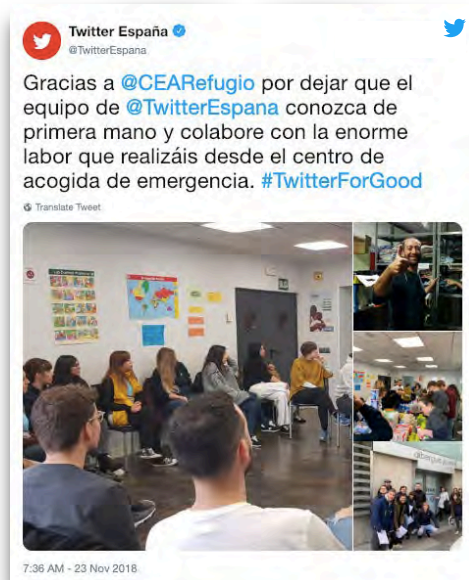 Twitter España
@TwitterEspana
Gracias a @CEARefugio por dejar que el
equipo de @TwitterEspana conozca de
primera mano y colabore con la enorme
labor que realizáis desde el centro de
acogida de emergencia. #TwitterForGood
Translate Tweet
7:36 AM - 23 Nov 2018